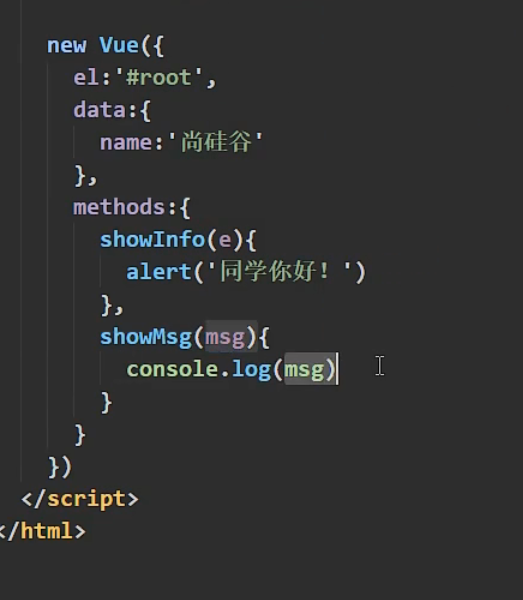 new Vue({
el:'#root',
data:{
name:'尚硅谷'
},
methods:{
showInfo(e){
alert('同学你好！')
},
showMsg(msg){
console.log(msg)
}
}
})
</script>
</html>